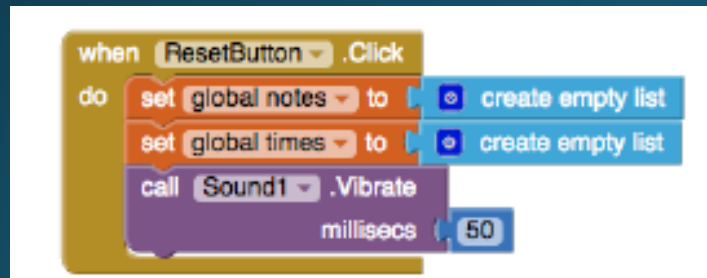 when ResetButton .Click
do set global notes to create empty list
set global times to create empty list
call Sound1 .Vibrate
millisecs 50